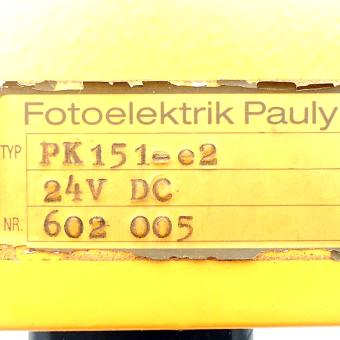 Fotoelektrik Pauly
TYP PK151-e2
24V DC
NR. 602 005